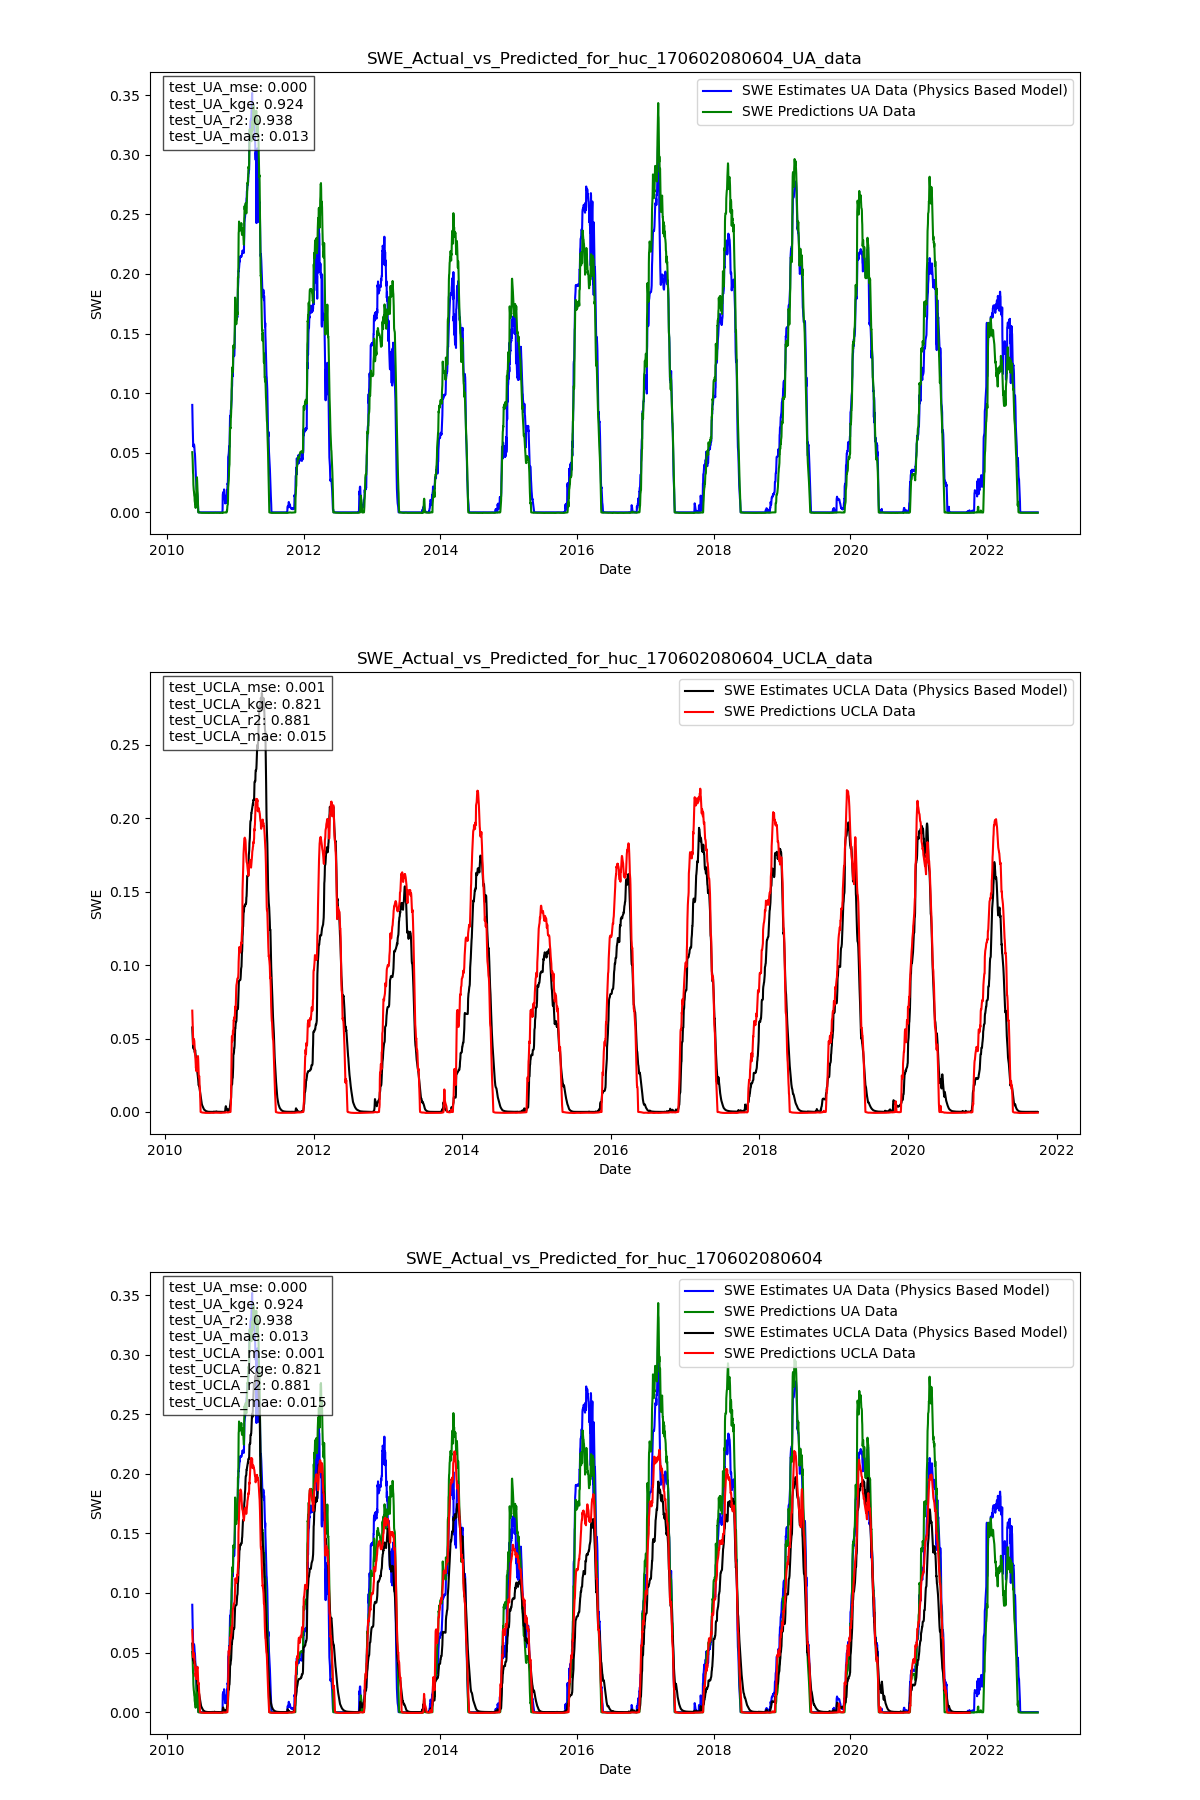 SWE_Actual_vs_Predicted_for_huc_170602080604_UA_data
test_UA_mse: 0.000
test_UA_kge: 0.924
test_UA_r2: 0.938
test_UA_mae: 0.013
SWE Estimates UA Data (Physics Based Model)
SWE Predictions UA Data
0.35
0.30
0.25
0.20
0.15
0.10
0.05
0.00
SWE
2010 2012 2014 2016 2018 2020 2022
Date
SWE_Actual_vs_Predicted_for_huc_170602080604_UCLA_data
test_UCLA_mse: 0.001
test_UCLA_kge: 0.821
test_UCLA_r2: 0.881
test_UCLA_mae: 0.015
SWE Estimates UCLA Data (Physics Based Model)
SWE Predictions UCLA Data
0.25
0.20
0.15
0.10
0.05
0.00
SWE
2010 2012 2014 2016 2018 2020 2022
Date
SWE_Actual_vs_Predicted_for_huc_170602080604
test_UA_mse: 0.000
test_UA_kge: 0.924
test_UA_r2: 0.938
test_UA_mae: 0.013
test_UCLA_mse: 0.001
test_UCLA_kge: 0.821
test_UCLA_r2: 0.881
test_UCLA_mae: 0.015
SWE Estimates UA Data (Physics Based Model)
SWE Predictions UA Data
SWE Estimates UCLA Data (Physics Based Model)
SWE Predictions UCLA Data
0.35
0.30
0.25
0.20
0.15
0.10
0.05
0.00
SWE
2010 2012 2014 2016 2018 2020 2022
Date